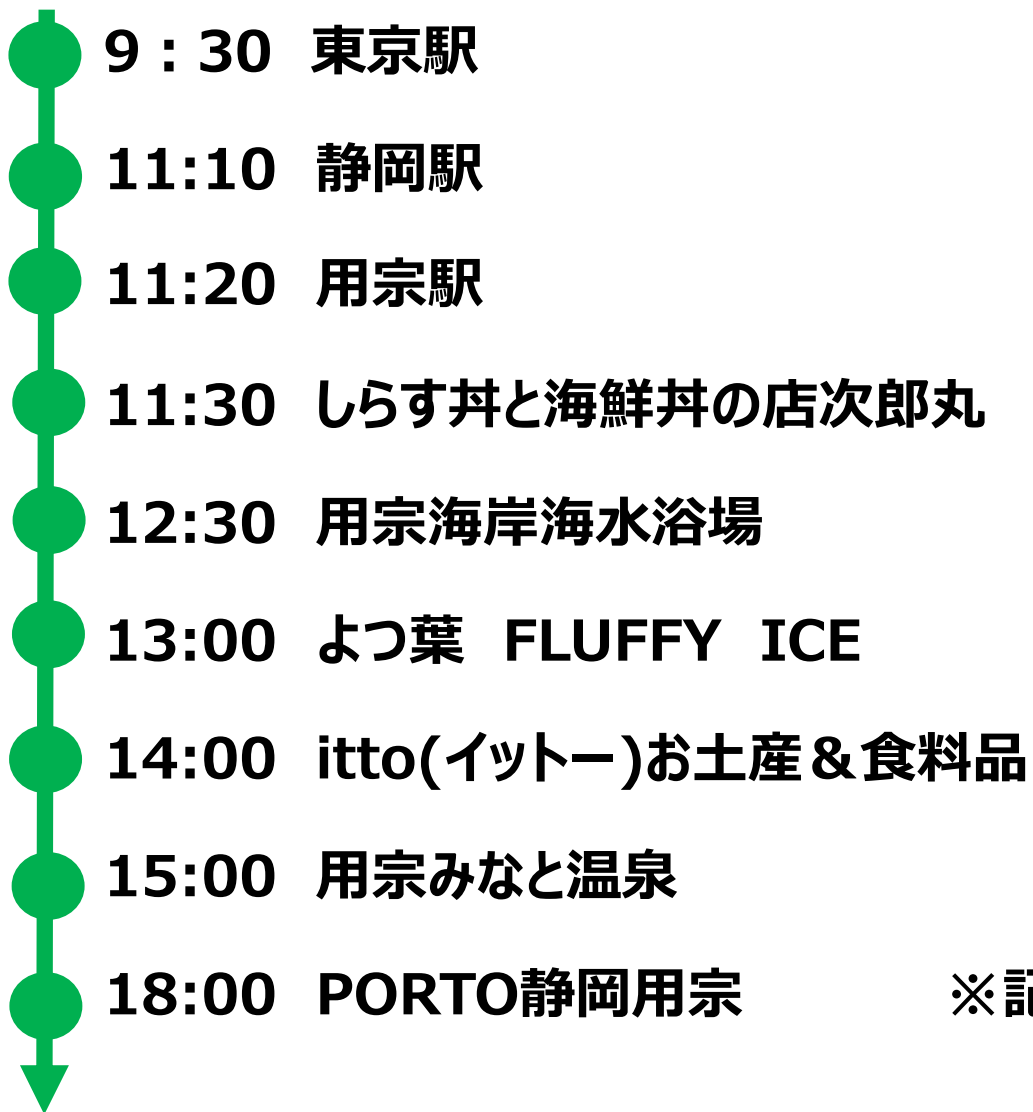 9：30 東京駅
11:10 静岡駅
11:20 用宗駅
11:30 しらす丼と海鮮丼の店次郎丸
12:30 用宗海岸海水浴場
13:00 よつ葉　FLUFFY　ICE
14:00 itto(イットー)お土産＆食料品
15:00 用宗みなと温泉
18:00 PORTO静岡用宗 ※